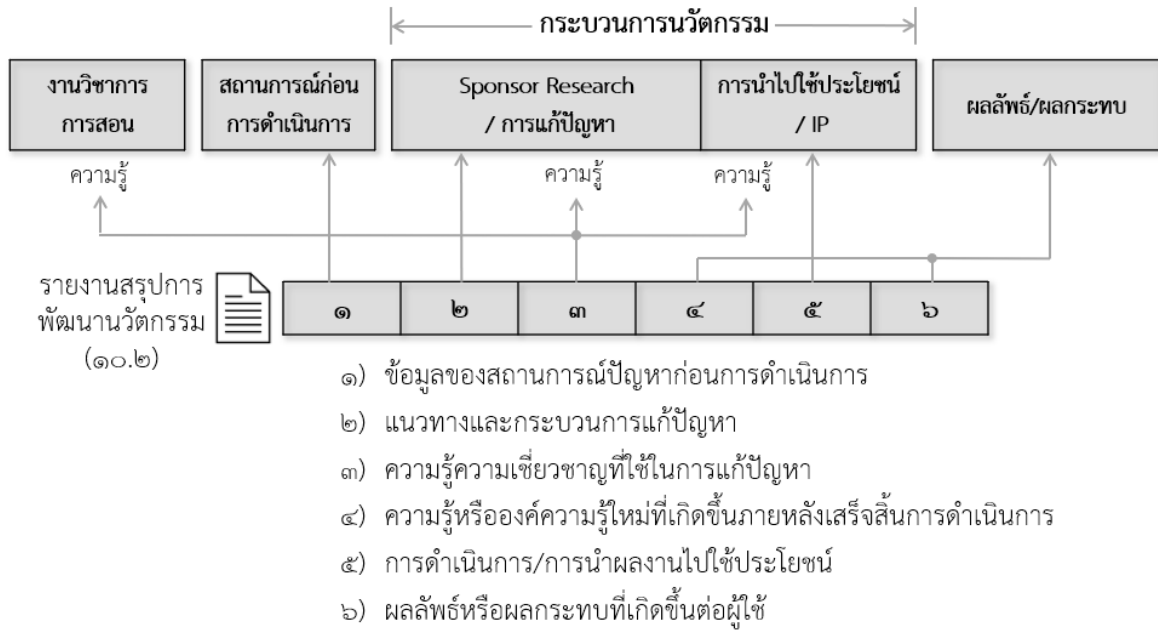 กระบวนการนวัตกรรม
งานวิชาการ
การสอน
สถานการณ์ก่อน
การดำเนินการ
Sponsor Research
/ การแก้ปัญหา
การนำไปใช้ประโยชน์
/ IP
ผลลัพธ์/ผลกระทบ
ความรู้
ความรู้
ความรู้
รายงานสรุปการ
พัฒนานวัตกรรม
(๑๐.๒)
๑ ๒ ๓ ๔ ๕ ๖
๑) ข้อมูลของสถานการณ์ปัญหาก่อนการดำเนินการ
๒) แนวทางและกระบวนการแก้ปัญหา
๓) ความรู้ความเชี่ยวชาญที่ใช้ในการแก้ปัญหา
๔) ความรู้หรือองค์ความรู้ใหม่ที่เกิดขึ้นภายหลังเสร็จสิ้นการดำเนินการ
๕) การดำเนินการ/การนำผลงานไปใช้ประโยชน์
๖) ผลลัพธ์หรือผลกระทบที่เกิดขึ้นต่อผู้ใช้